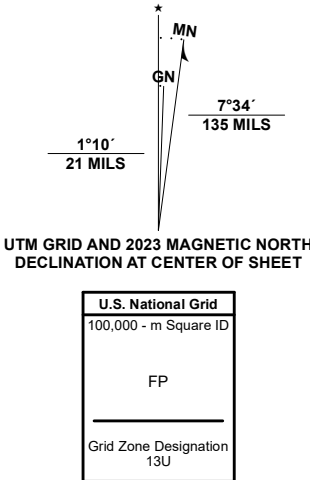 ★
MN
GN
7°34´
135 MILS
1°10´
21 MILS
UTM GRID AND 2023 MAGNETIC NORTH
DECLINATION AT CENTER OF SHEET
U.S. National Grid
100,000 - m Square ID
FP
Grid Zone Designation
13U